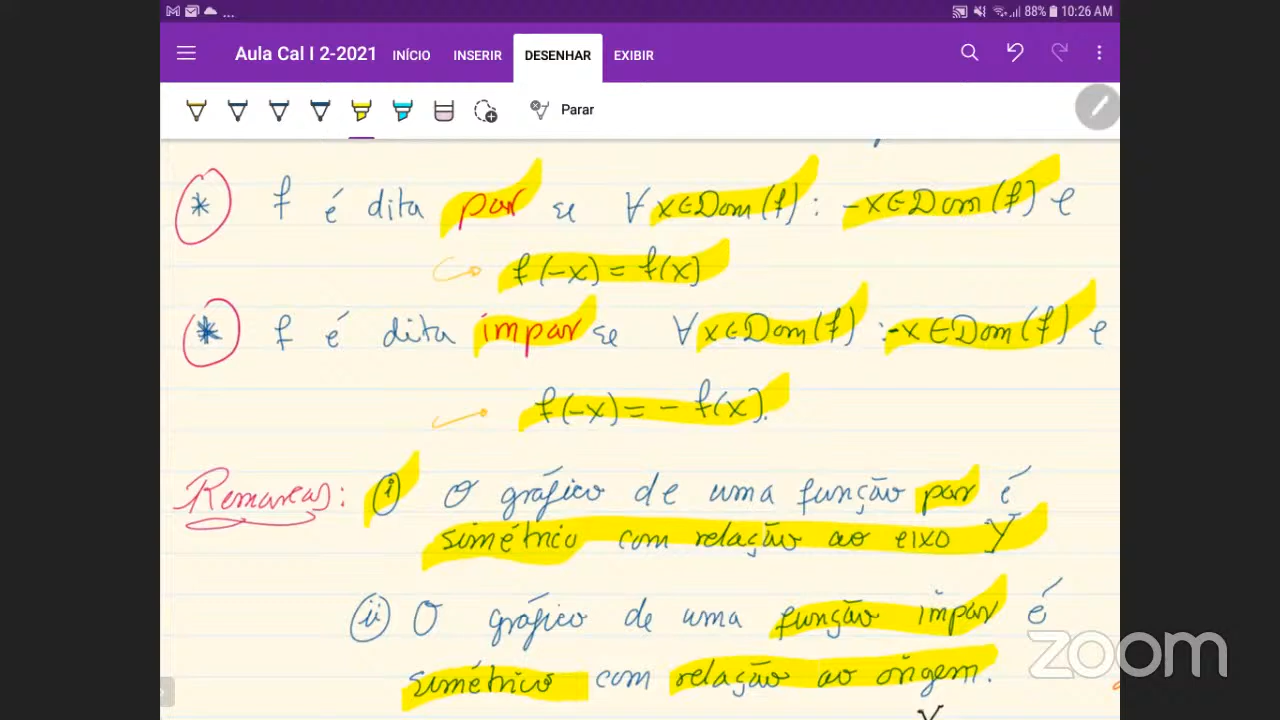 ... 88% 10:26 AM
Aula Cal I 2-2021 INÍCIO INSERIR DESENHAR EXIBIR
Parar
* f é dita par se ∀ x∈Dom(f) : -x∈Dom(f) e
f(-x) = f(x)
* f é dita ímpar se ∀ x∈Dom(f) : -x∈Dom(f) e
f(-x) = - f(x).
Remarcas: (i) O gráfico de uma função par é
simétrico com relação ao eixo Y
(ii) O gráfico de uma função ímpar é
simétrico com relação ao origem.
zoom
Y